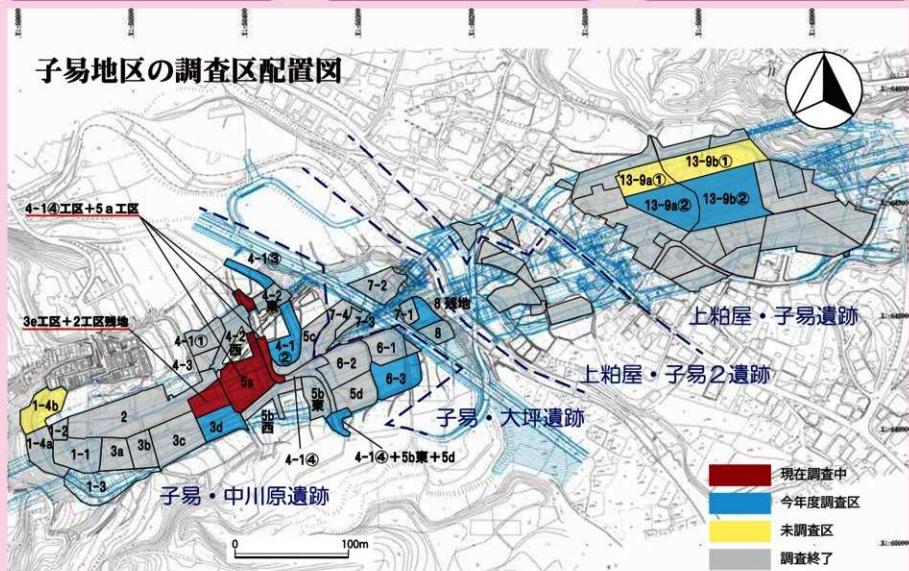 子易地区の調査区配置図
13-9b①
13-9a①
13-9a②
13-9b②
4-1④工区＋5a工区
4-1③
3e工区＋2工区残地
4-2
東
7-2
8 残地
7-4
7-3
7-1
5c
8
4-1①
4-2
西
4-1
②
4-3
6-1
6-2
上粕屋・子易遺跡
5a
6-3
上粕屋・子易2遺跡
1-4b
2
5b
東
5d
1-2
3d
5b
西
子易・大坪遺跡
1-4a
1-1
3a
3b
3c
4-1④
4-1④＋5b東＋5d
1-3
子易・中川原遺跡
現在調査中
今年度調査区
未調査区
調査終了
0
100m